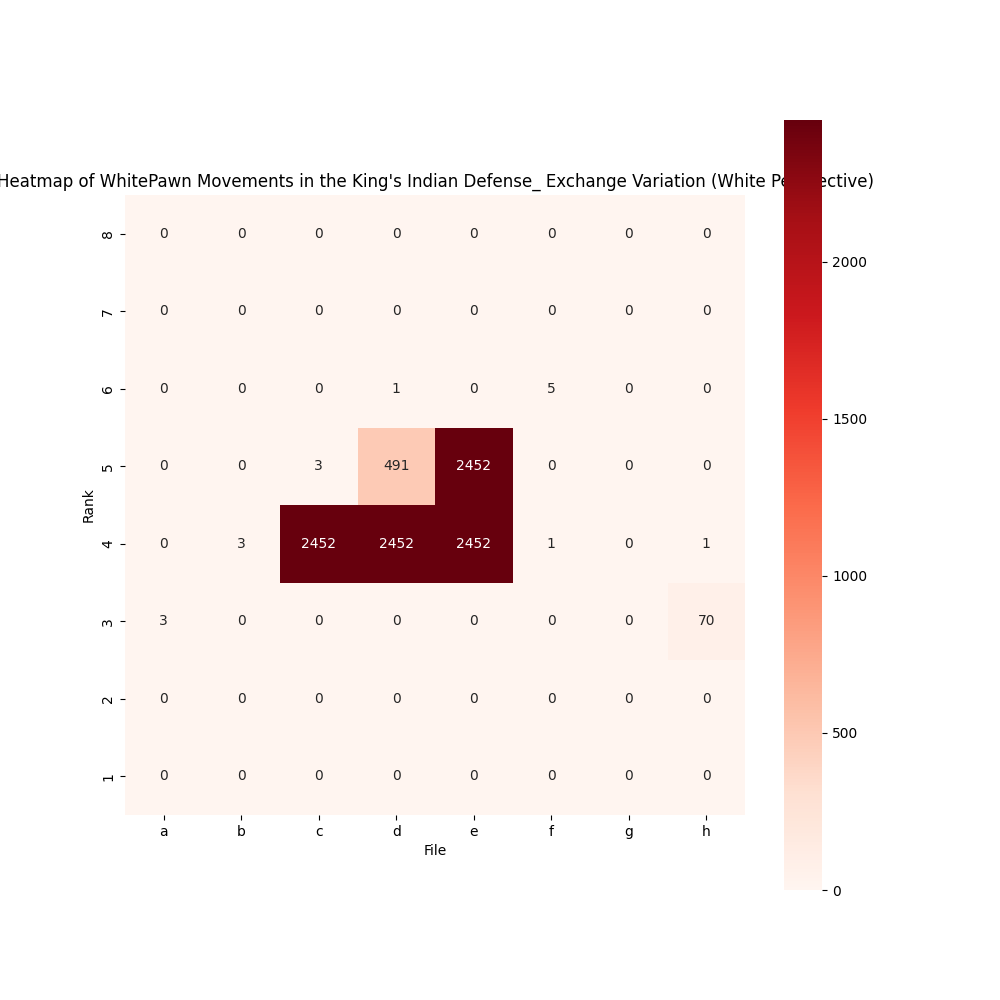 Heatmap of WhitePawn Movements in the King's Indian Defense_ Exchange Variation (White Pe ective)
8 0 0 0 0 0 0 0 0
7 0 0 0 0 0 0 0 0
6 0 0 0 1 0 5 0 0
5 0 0 3 491 2452 0 0 0
4 0 3 2452 2452 2452 1 0 1
3 3 0 0 0 0 0 0 70
2 0 0 0 0 0 0 0 0
1 0 0 0 0 0 0 0 0
a b c d e f g h
Rank
File
2000
1500
1000
500
0